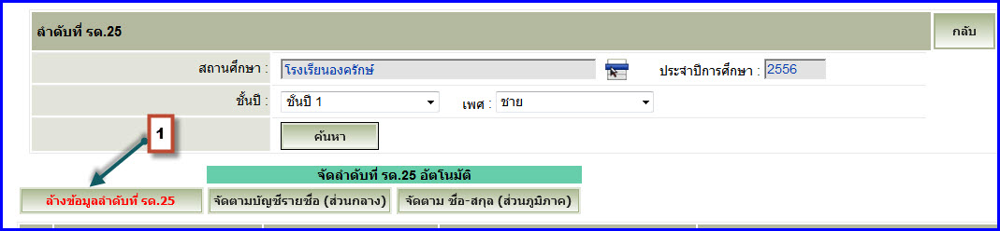 ลำดับที่ รด.25
กลับ
สถานศึกษา : โรงเรียนองครักษ์ ประจำปีการศึกษา : 2556
ชั้นปี : ชั้นปี 1 เพศ : ชาย
ค้นหา
1
จัดลำดับที่ รด.25 อัตโนมัติ
ล้างข้อมูลลำดับที่ รด.25 จัดตามบัญชีรายชื่อ (ส่วนกลาง) จัดตาม ชื่อ-สกุล (ส่วนภูมิภาค)